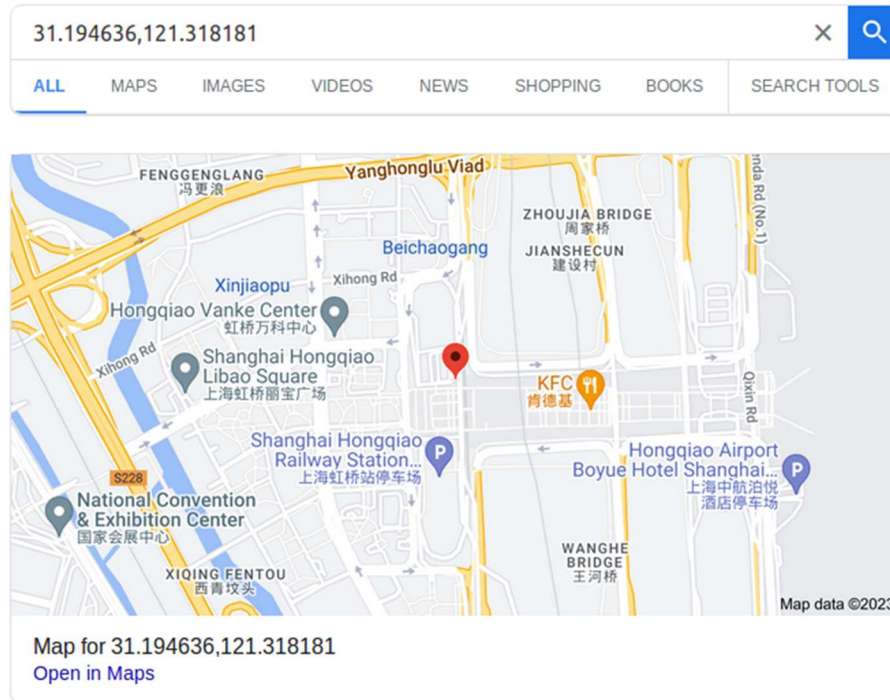 31.194636,121.318181
ALL
MAPS
IMAGES
VIDEOS
NEWS
SHOPPING
BOOKS
SEARCH TOOLS
FENGGENGLANG
冯更浪
Yanghonglu Viad
Rd (No.1)
ZHOUJIA BRIDGE
周家桥
Beichaogang
JIANSHECUN
建设村
Xinjiaopu
Xihong Rd
Hongqiao Vanke Center
虹桥万科中心
Xihong Rd
Shanghai Hongqiao
Libao Square
上海虹桥丽宝广场
KFC
肯德基
Qixin Rd
Shanghai Hongqiao
Railway Station...
上海虹桥站停车场
P
Hongqiao Airport
Boyue Hotel Shanghai...
上海中航泊悦
酒店停车场
P
S228
National Convention
& Exhibition Center
国家会展中心
XIQING FENTOU
西青坟头
WANGHE
BRIDGE
王河桥
Map data ©2023
Map for 31.194636,121.318181
Open in Maps